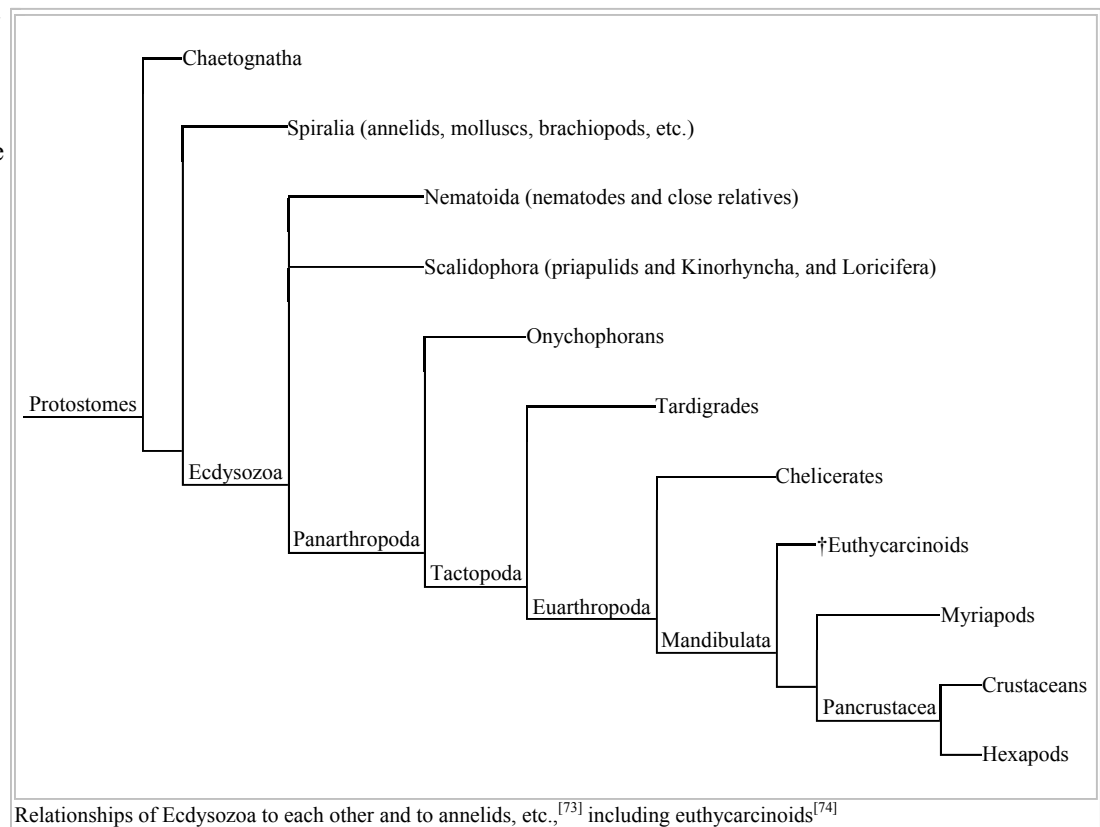 Chaetognatha
Spiralia (annelids, molluscs, brachiopods, etc.)
e
Nematoida (nematodes and close relatives)
Scalidophora (priapulids and Kinorhyncha, and Loricifera)
Onychophorans
Protostomes
Tardigrades
Ecdysozoa
Chelicerates
Panarthropoda
†Euthycarcinoids
Tactopoda
Euarthropoda
Myriapods
Mandibulata
Crustaceans
Pancrustacea
Hexapods
Relationships of Ecdysozoa to each other and to annelids, etc.,[73] including euthycarcinoids[74]